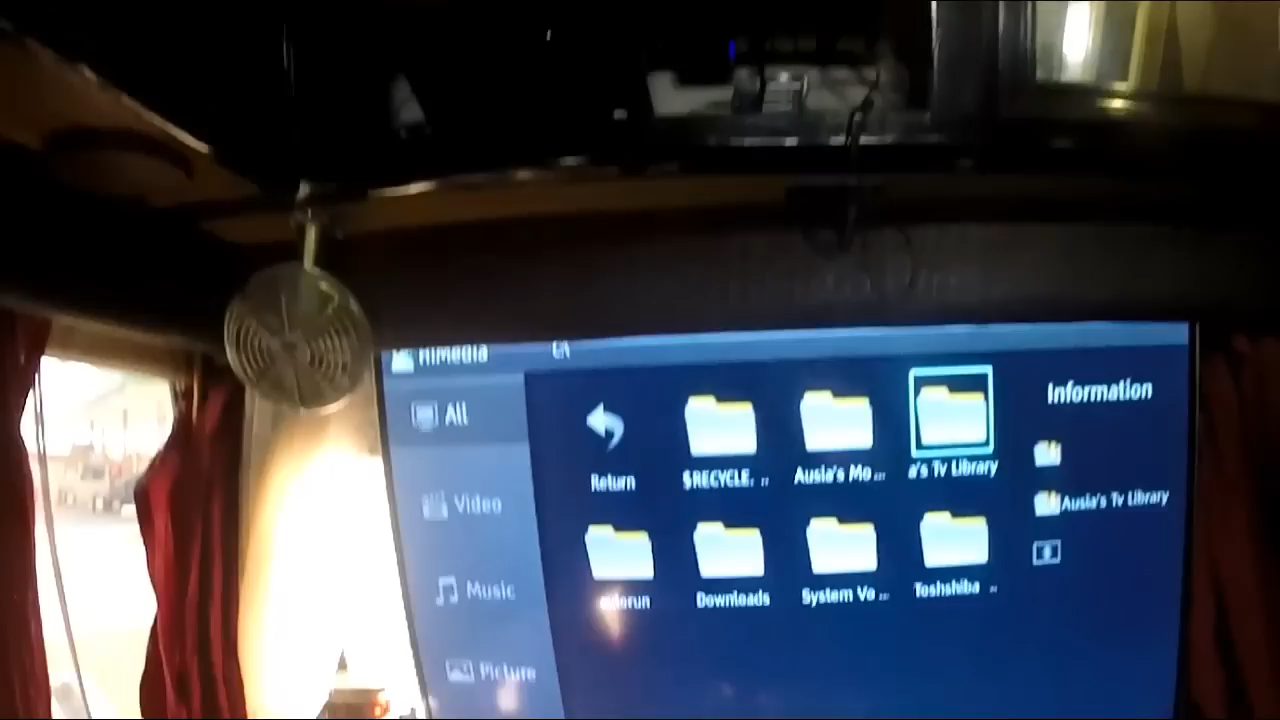 HiMedia
All
Video
Music
Picture
Return
$RECYCLE. ..
Ausia's Mo ...
a's Tv Library
Downloads
System Vo ...
Toshshiba ..
Information
Ausia's Tv Library